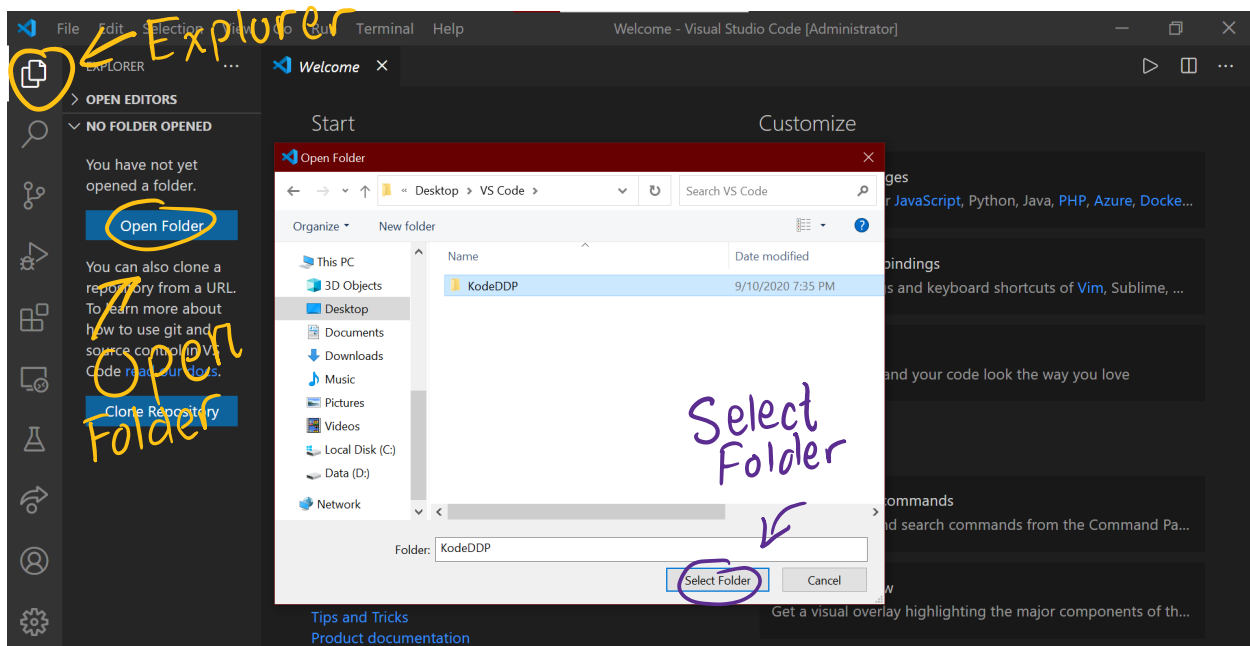 File Edit Selection View Go Run Terminal Help
Welcome - Visual Studio Code [Administrator]
Explorer
EXPLORER
Welcome
OPEN EDITORS
NO FOLDER OPENED
You have not yet
opened a folder.
Open Folder
You can also clone a
repository from a URL.
To learn more about
how to use git and
source control in VS
Code read our docs.
Clone Repository
Open
Folder
Start
Customize
Open Folder
« Desktop > VS Code >
Search VS Code
Organize
New folder
This PC
3D Objects
Desktop
Documents
Downloads
Music
Pictures
Videos
Local Disk (C:)
Data (D:)
Network
Name
Date modified
KodeDDP
9/10/2020 7:35 PM
Select
Folder
Folder: KodeDDP
Select Folder
Cancel
ges
r JavaScript, Python, Java, PHP, Azure, Docke...
bindings
s and keyboard shortcuts of Vim, Sublime, ...
and your code look the way you love
commands
nd search commands from the Command Pa...
w
Get a visual overlay highlighting the major components of th...
Tips and Tricks
Product documentation